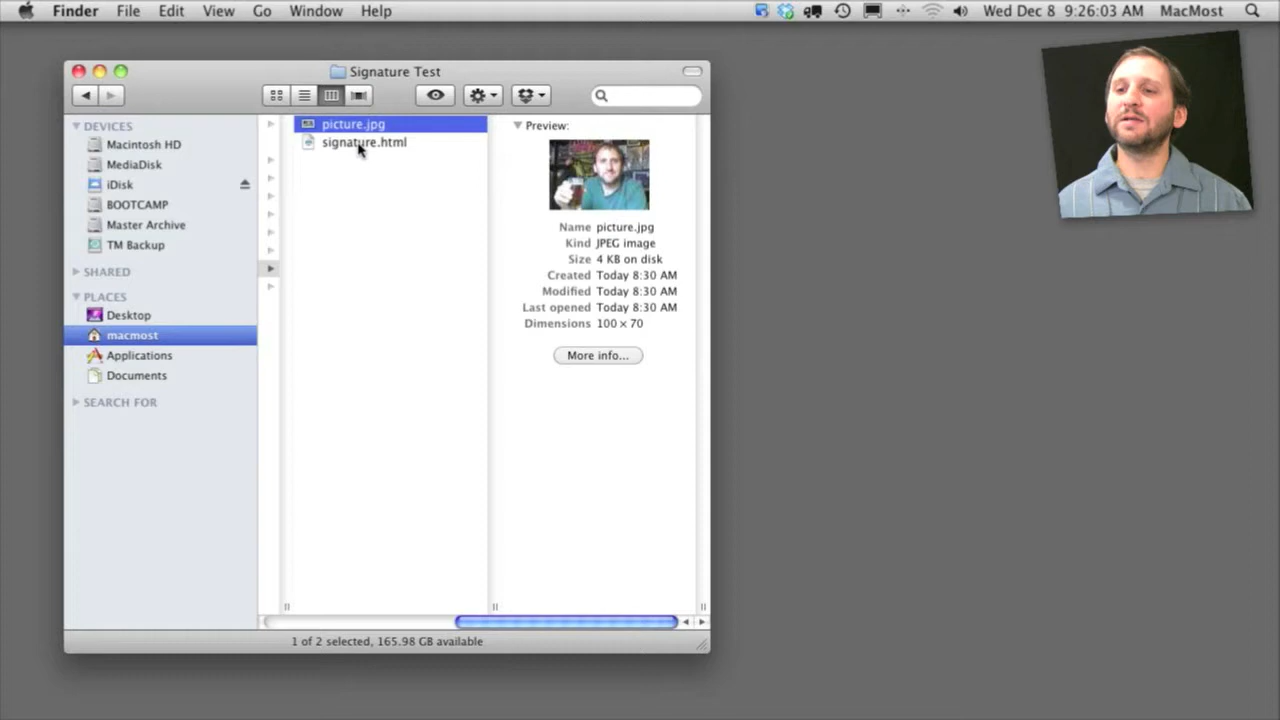 Finder File Edit View Go Window Help Wed Dec 8 9:26:03 AM MacMost
Signature Test
DEVICES
Macintosh HD
MediaDisk
iDisk
BOOTCAMP
Master Archive
TM Backup
SHARED
PLACES
Desktop
macmost
Applications
Documents
SEARCH FOR
picture.jpg
signature.html
Preview:
Name picture.jpg
Kind JPEG image
Size 4 KB on disk
Created Today 8:30 AM
Modified Today 8:30 AM
Last opened Today 8:30 AM
Dimensions 100 × 70
More info...
1 of 2 selected, 165.98 GB available